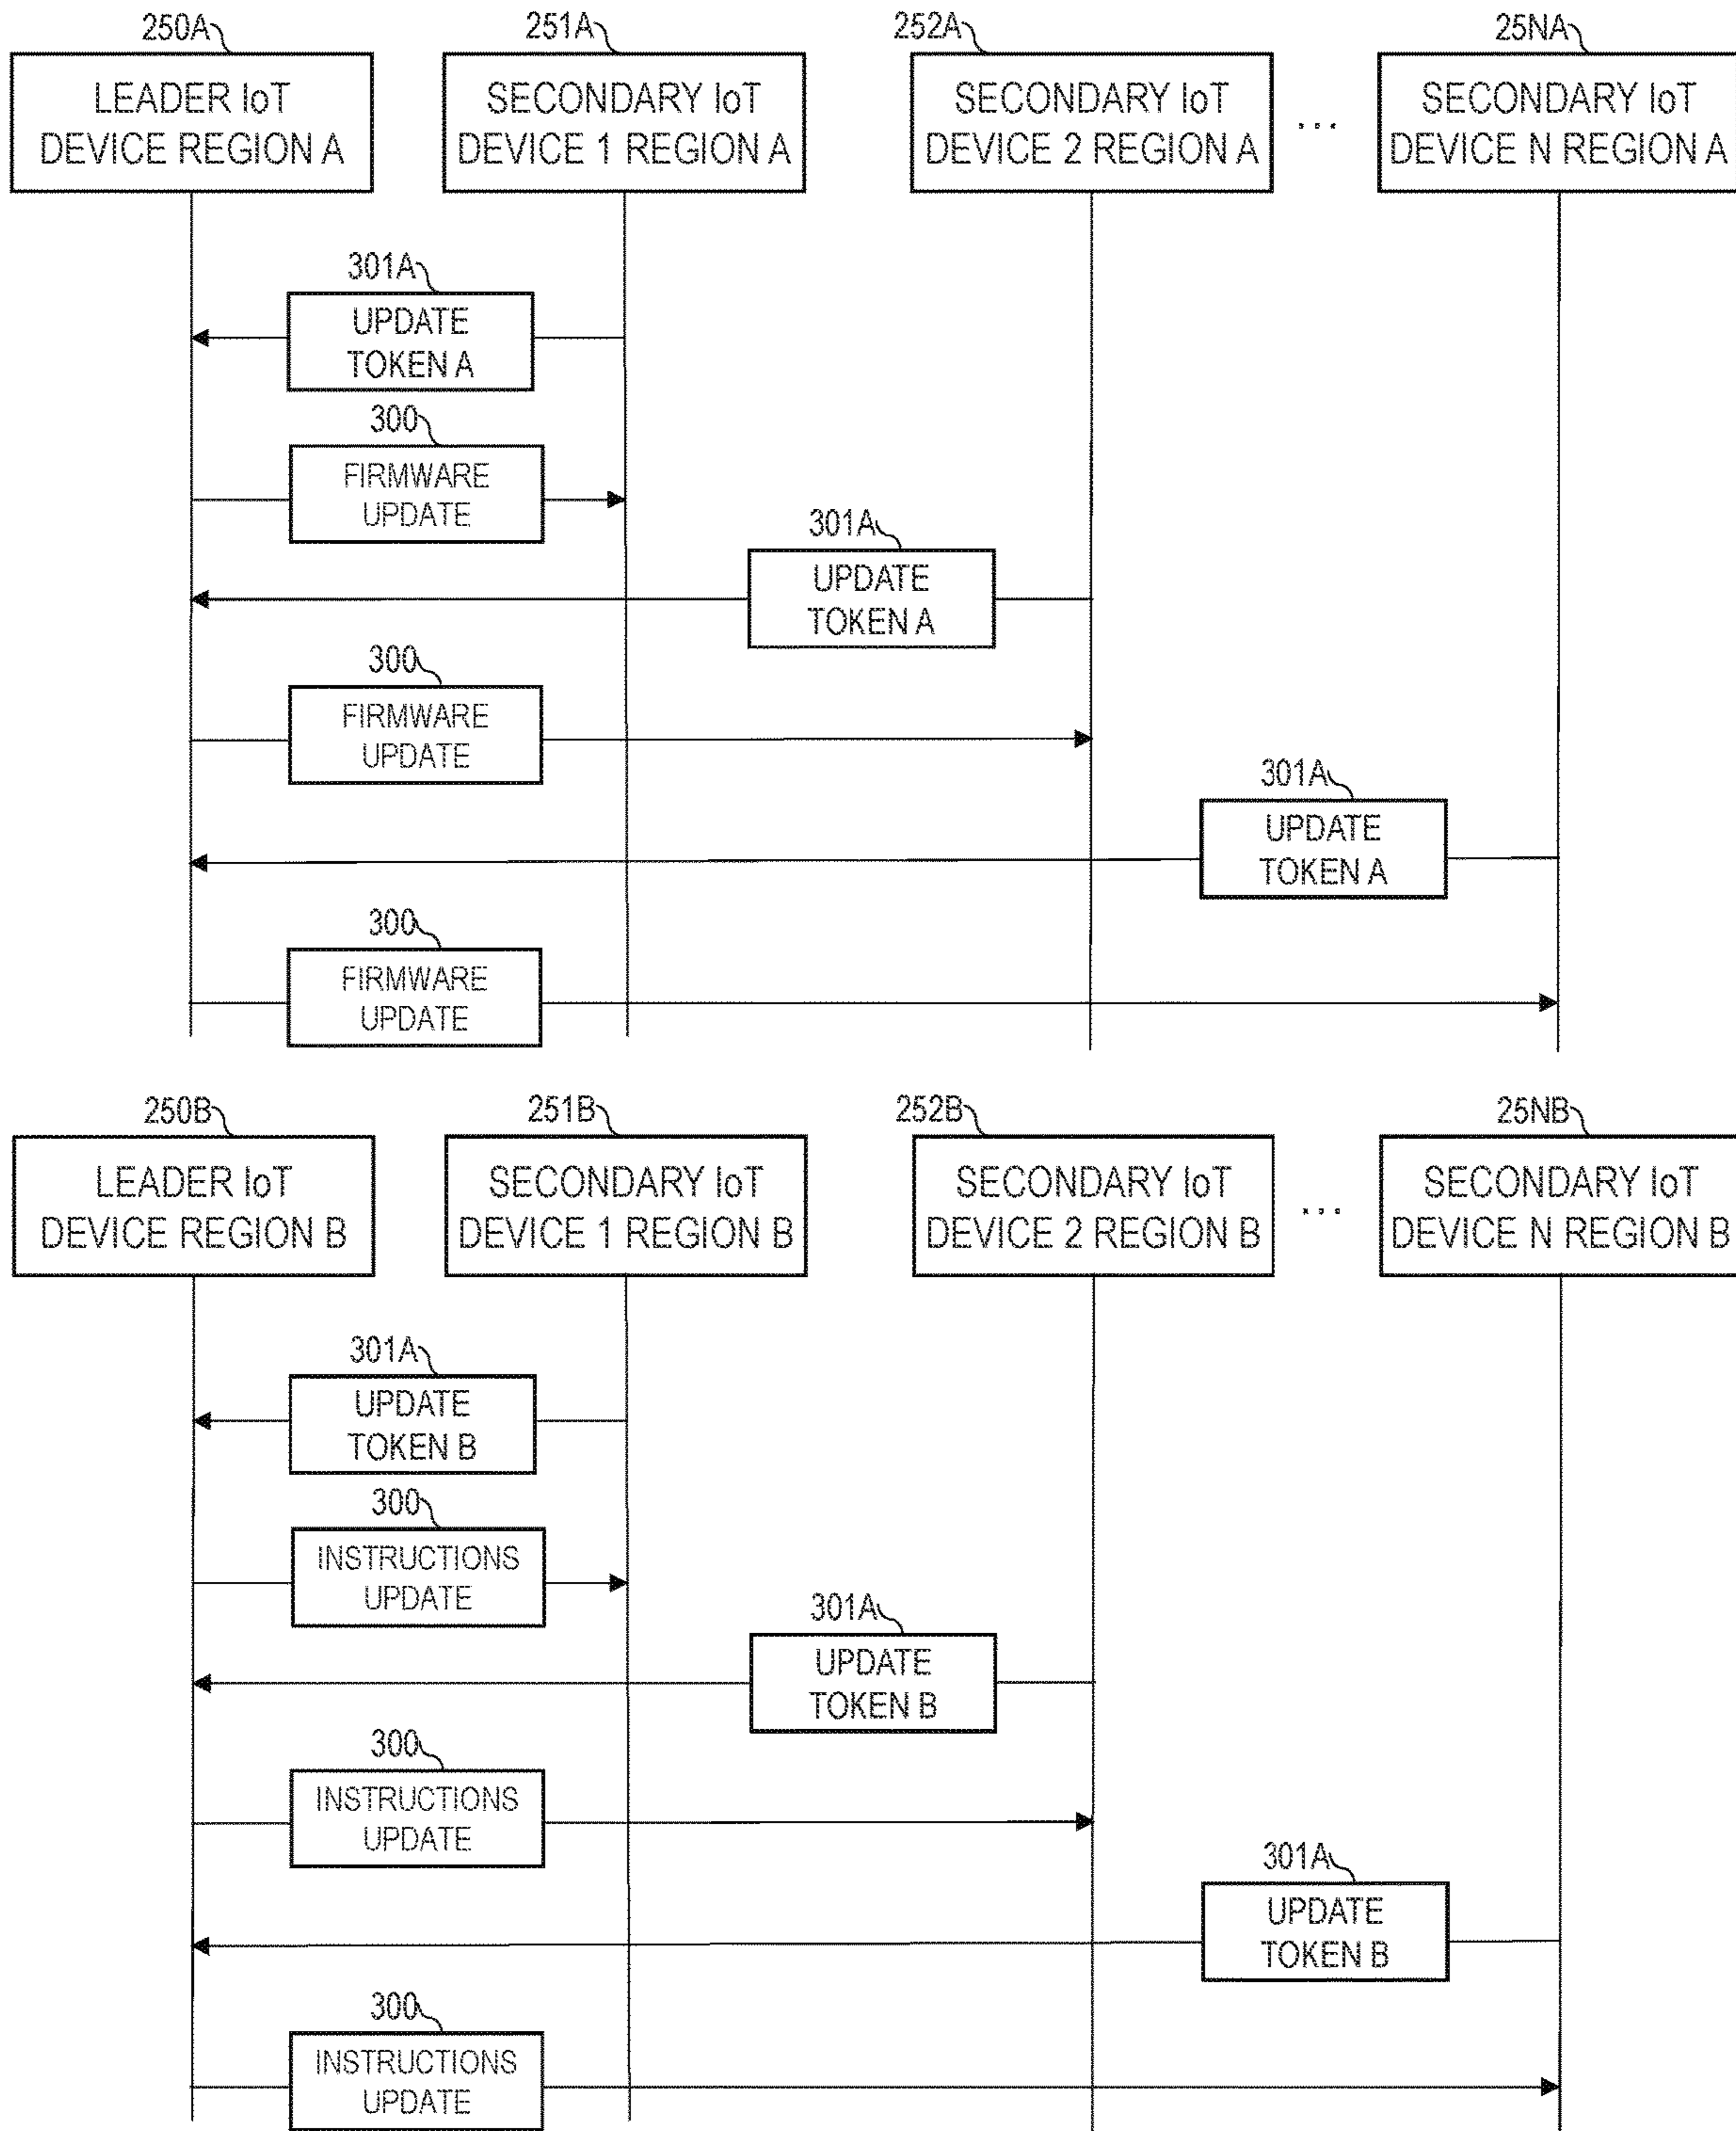 250A
251A
252A
25NA
LEADER IoT
DEVICE REGION A
SECONDARY IoT
DEVICE 1 REGION A
SECONDARY IoT
DEVICE 2 REGION A
...
SECONDARY IoT
DEVICE N REGION A
301A
UPDATE
TOKEN A
300
FIRMWARE
UPDATE
301A
UPDATE
TOKEN A
300
FIRMWARE
UPDATE
301A
UPDATE
TOKEN A
300
FIRMWARE
UPDATE
250B
251B
252B
25NB
LEADER IoT
DEVICE REGION B
SECONDARY IoT
DEVICE 1 REGION B
SECONDARY IoT
DEVICE 2 REGION B
...
SECONDARY IoT
DEVICE N REGION B
301A
UPDATE
TOKEN B
300
INSTRUCTIONS
UPDATE
301A
UPDATE
TOKEN B
300
INSTRUCTIONS
UPDATE
301A
UPDATE
TOKEN B
300
INSTRUCTIONS
UPDATE